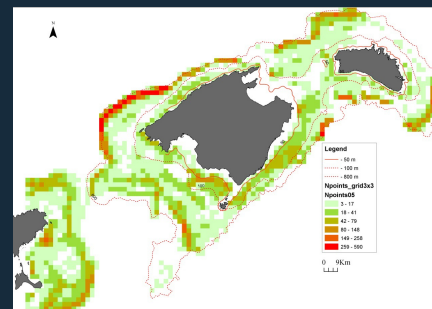 N
Legend
- 50 m
- 100 m
- 800 m
Npoints_grid3x3
Npoints05
3 - 17
18 - 41
42 - 79
80 - 148
149 - 258
259 - 590
0 9Km